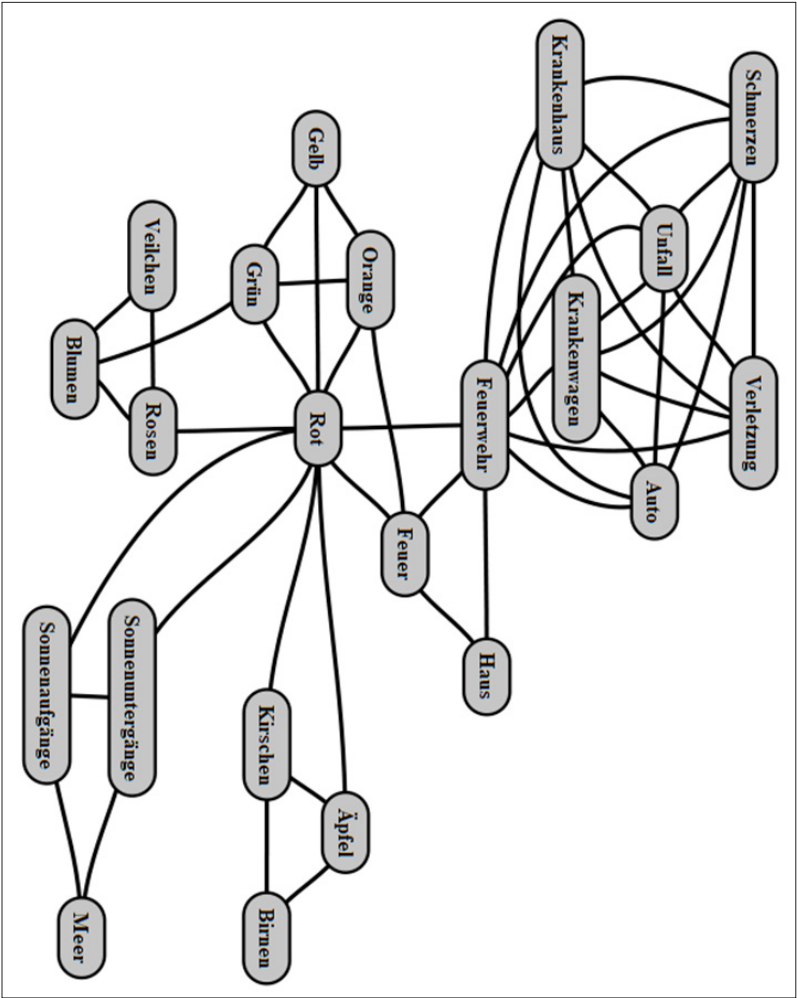 Schmerzen
Krankenhaus
Unfall
Krankenwagen
Verletzung
Auto
Gelb
Orange
Grün
Veilchen
Blumen
Rosen
Rot
Feuerwehr
Feuer
Haus
Sonnenuntergänge
Sonnenaufgänge
Kirschen
Äpfel
Birnen
Meer